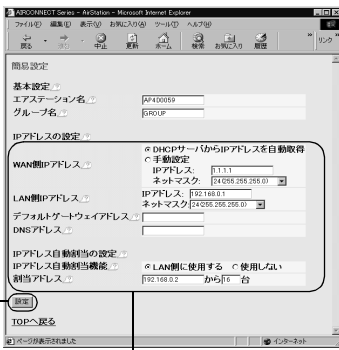 AIRCONNECT Series - AirStation - Microsoft Internet Explorer
ファイル(F) 編集(E) 表示(V) お気に入り(A) ツール(T) ヘルプ(H)
戻る 進む 中止 更新 ホーム 検索 お気に入り 履歴 リンク
簡易設定
基本設定
エアステーション名 AP400059
グループ名 GROUP
IPアドレスの設定
WAN側IPアドレス
DHCPサーバからIPアドレスを自動取得
手動設定
IPアドレス: 1.1.1.1
ネットマスク: 24(255.255.255.0)
LAN側IPアドレス
IPアドレス: 192.168.0.1
ネットマスク: 24(255.255.255.0)
デフォルトゲートウェイアドレス
DNSアドレス
IPアドレス自動割当の設定
IPアドレス自動割当機能 LAN側に使用する 使用しない
割当アドレス 192.168.0.2 から 16 台
設定
TOPへ戻る
ページが表示されました インターネット